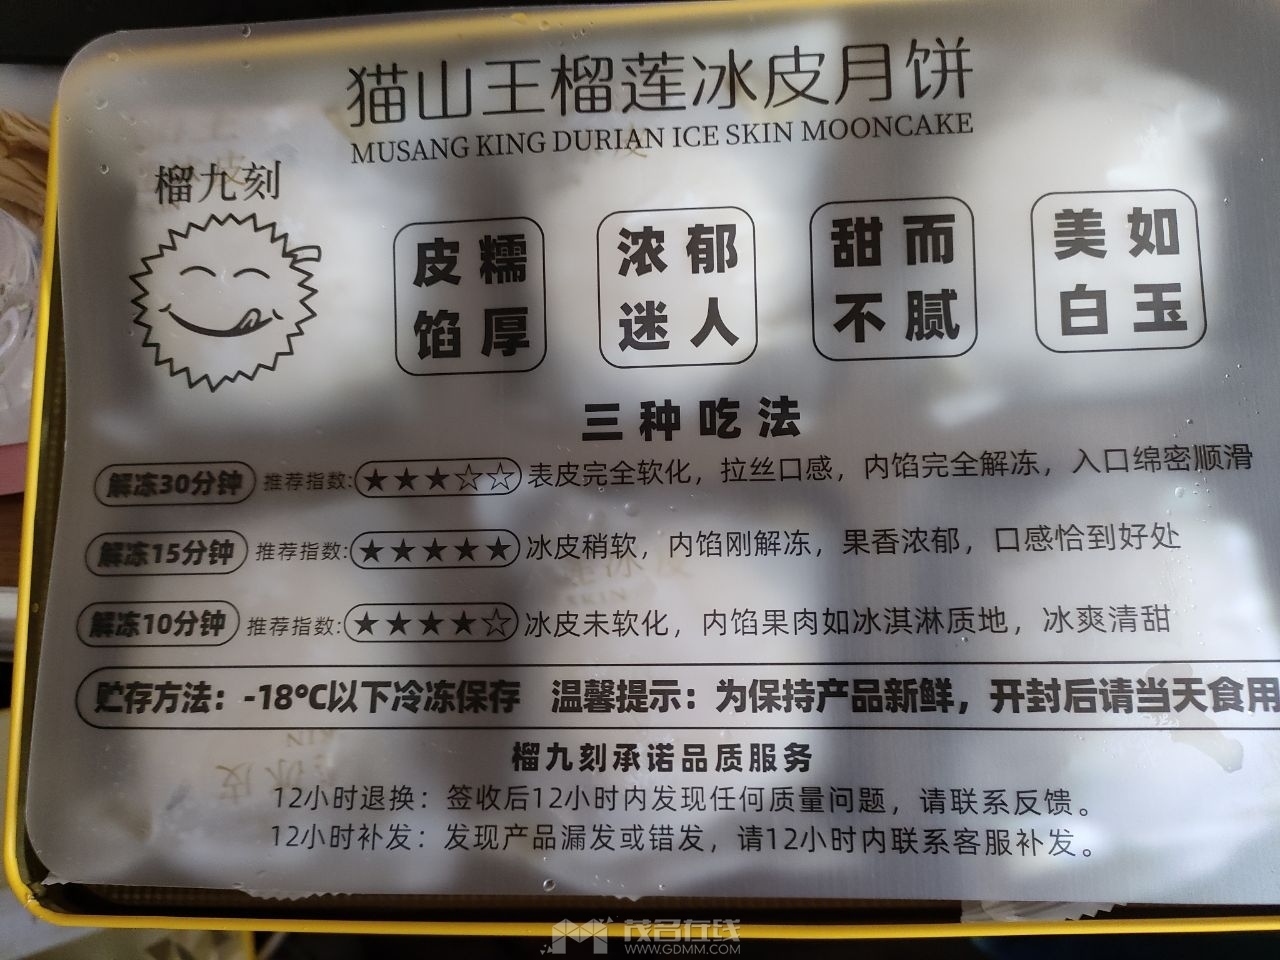 猫山王榴莲冰皮月饼
MUSANG KING DURIAN ICE SKIN MOONCAKE
榴九刻
皮糯
馅厚
浓郁
迷人
甜而
不腻
美如
白玉
三种吃法
解冻30分钟 推荐指数:★★★☆☆ 表皮完全软化，拉丝口感，内馅完全解冻，入口绵密顺滑
解冻15分钟 推荐指数:★★★★★ 冰皮稍软，内馅刚解冻，果香浓郁，口感恰到好处
解冻10分钟 推荐指数:★★★★☆ 冰皮未软化，内馅果肉如冰淇淋质地，冰爽清甜
贮存方法：-18℃以下冷冻保存 温馨提示：为保持产品新鲜，开封后请当天食用
榴九刻承诺品质服务
12小时退换：签收后12小时内发现任何质量问题，请联系反馈。
12小时补发：发现产品漏发或错发，请12小时内联系客服补发。
茂名在线
WWW.GDMM.COM